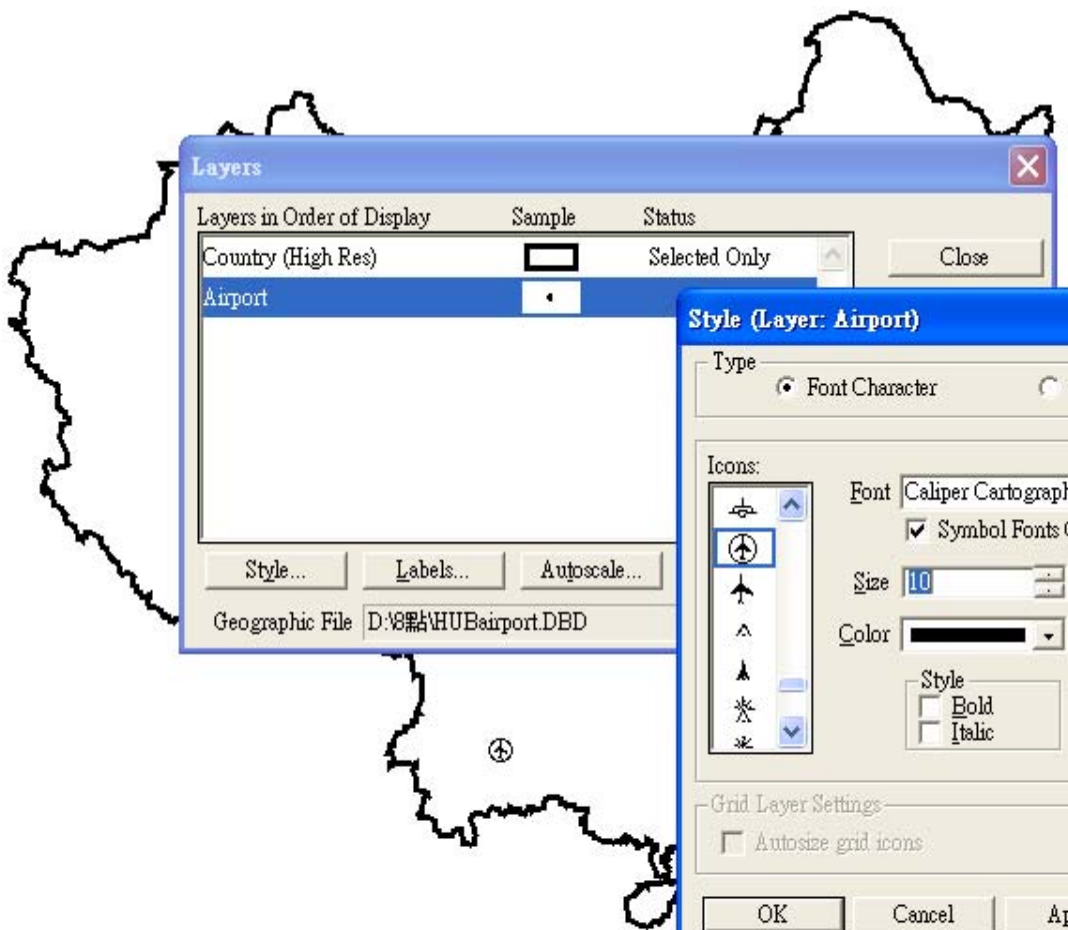 Layers
Layers in Order of Display Sample Status
Country (High Res) Selected Only
Close
Airport
Style... Labels... Autoscale...
Geographic File D:\8點\HUBairport.DBD
Style (Layer: Airport)
Type
Font Character
Icons:
Font Caliper Cartograph
Symbol Fonts
Size 10
Color
Style
Bold
Italic
Grid Layer Settings
Autosize grid icons
OK Cancel Ap